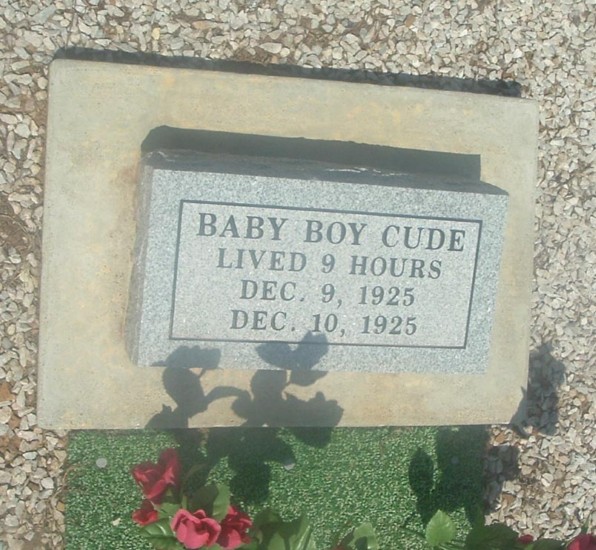 BABY BOY CUDE
LIVED 9 HOURS
DEC. 9, 1925
DEC. 10, 1925